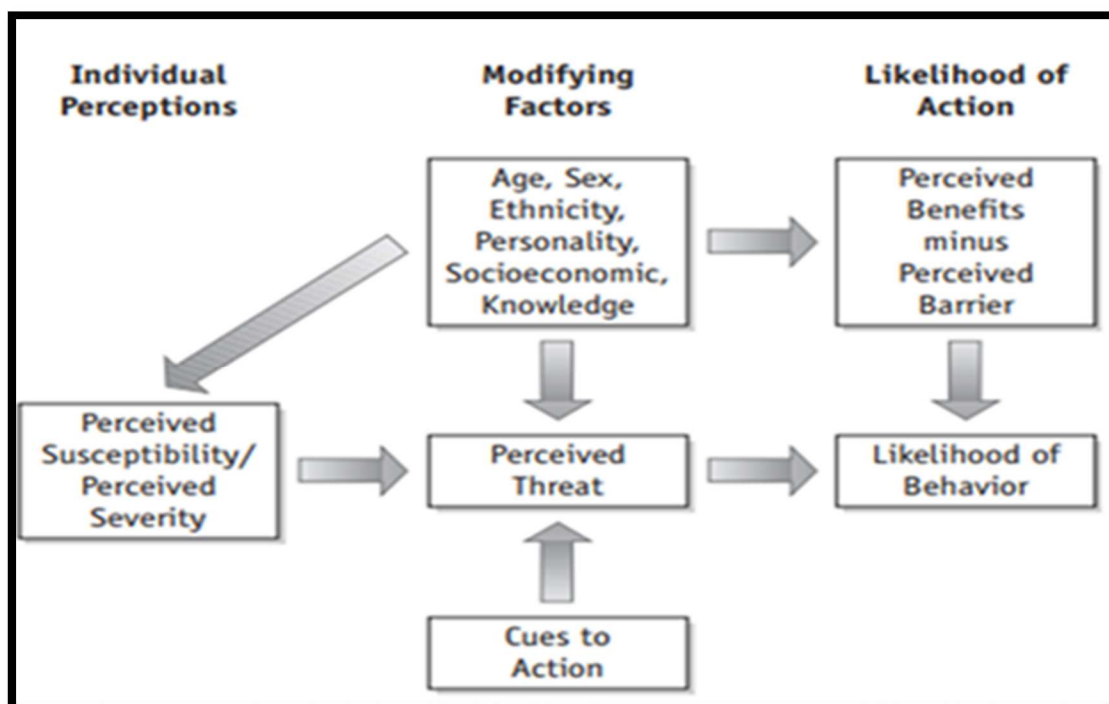 Individual
Perceptions
Modifying
Factors
Likelihood of
Action
Age, Sex,
Ethnicity,
Personality,
Socioeconomic,
Knowledge
Perceived
Benefits
minus
Perceived
Barrier
Perceived
Susceptibility/
Perceived
Severity
Perceived
Threat
Likelihood of
Behavior
Cues to
Action